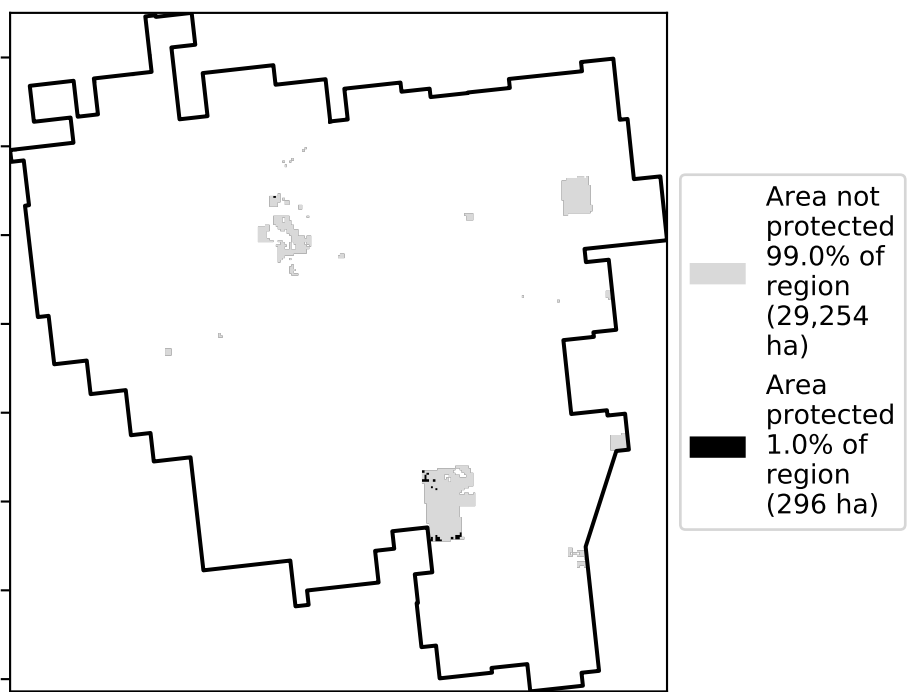 Area not
protected
99.0% of
region
(29,254
ha)
Area
protected
1.0% of
region
(296 ha)